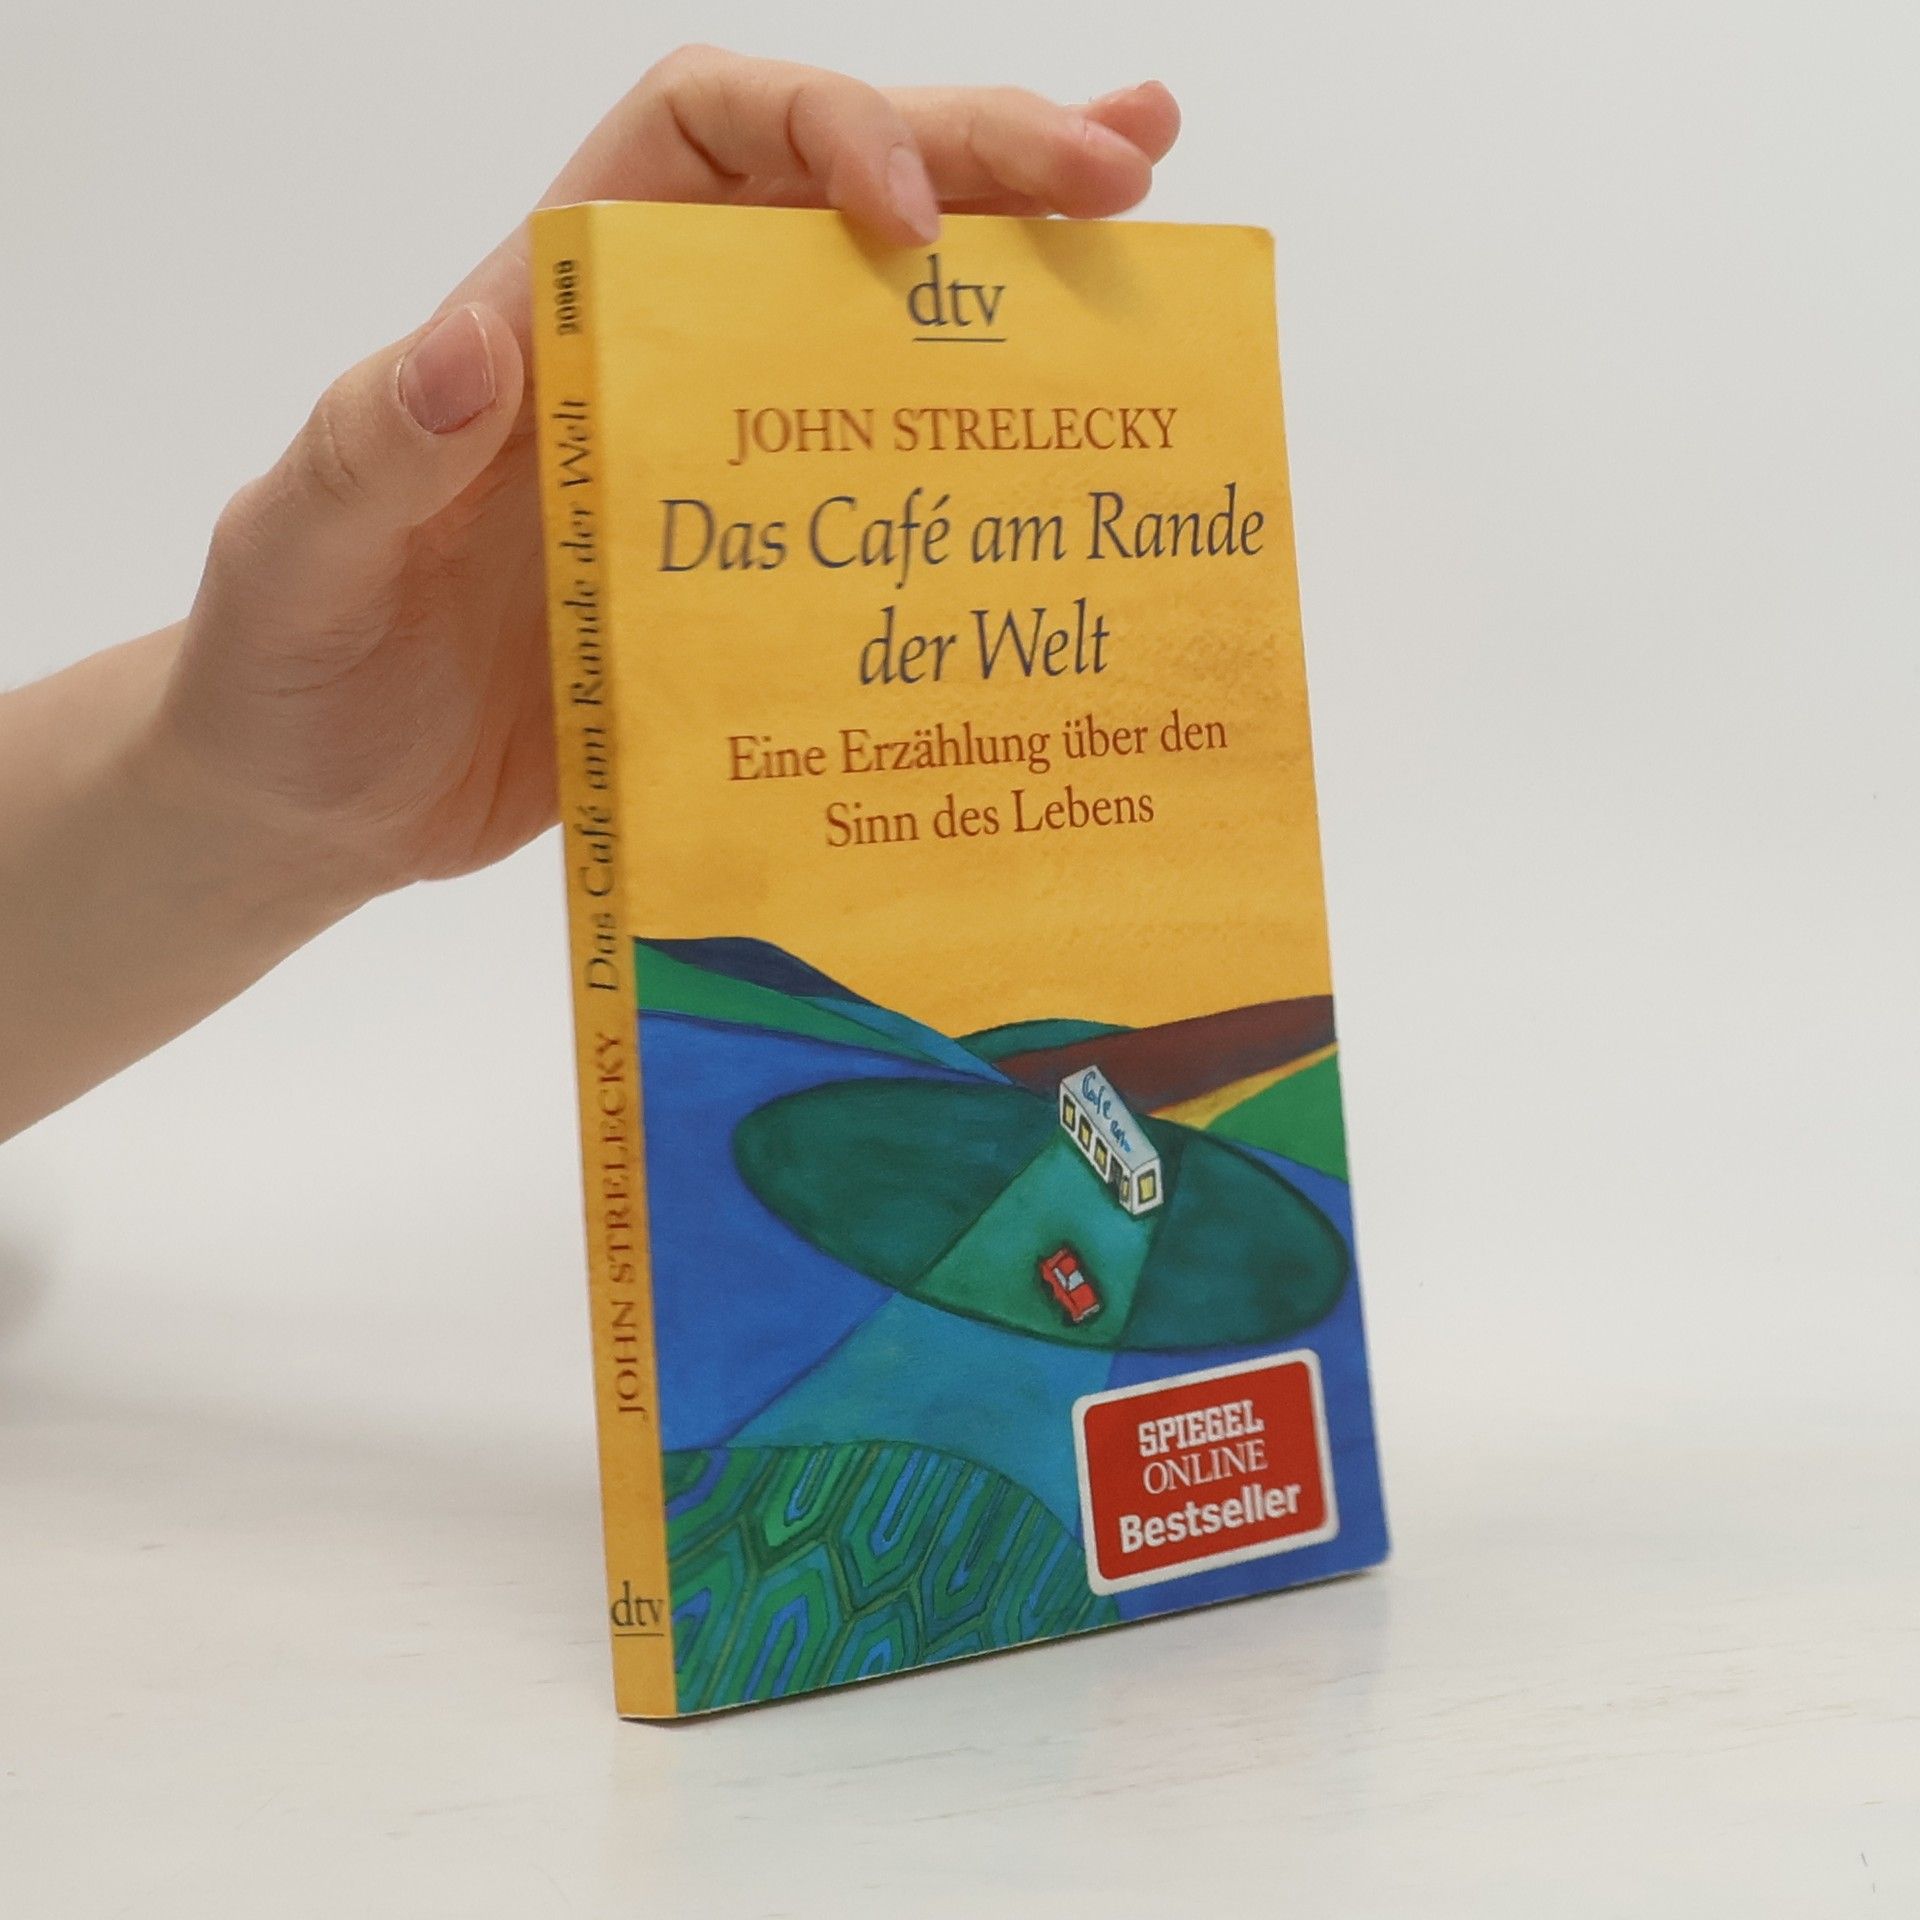 dtv
JOHN STRELECKY
Das Café am Rande
der Welt
Eine Erzählung über den
Sinn des Lebens
Café am
SPIEGEL
ONLINE
Bestseller
JOHN STRELECKY Das Café am Rande der Welt
dtv